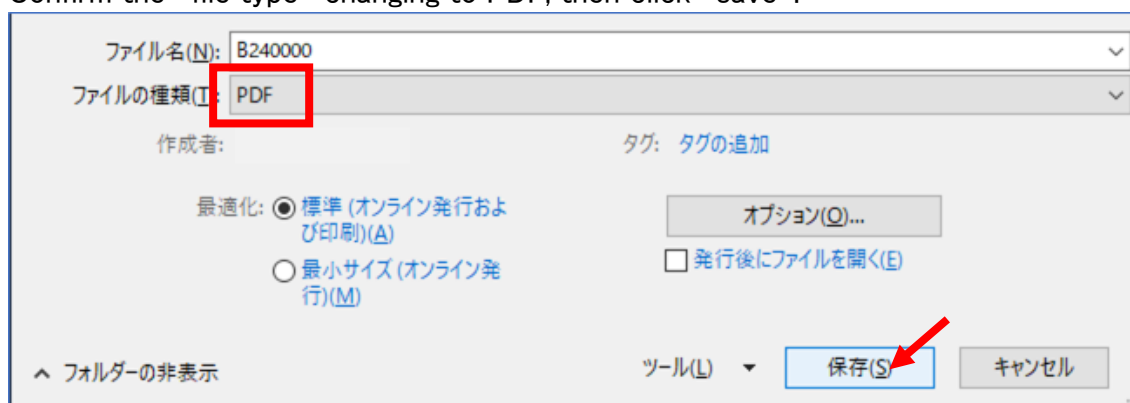 Confirm the "file type" changing to PDF, then click "save".
ファイル名(N): B240000
ファイルの種類(T): PDF
作成者:
タグ: タグの追加
最適化: 標準 (オンライン発行およ
び印刷)(A)
最小サイズ (オンライン発
行)(M)
オプション(O)...
発行後にファイルを開く(E)
フォルダーの非表示
ツール(L)
保存(S)
キャンセル